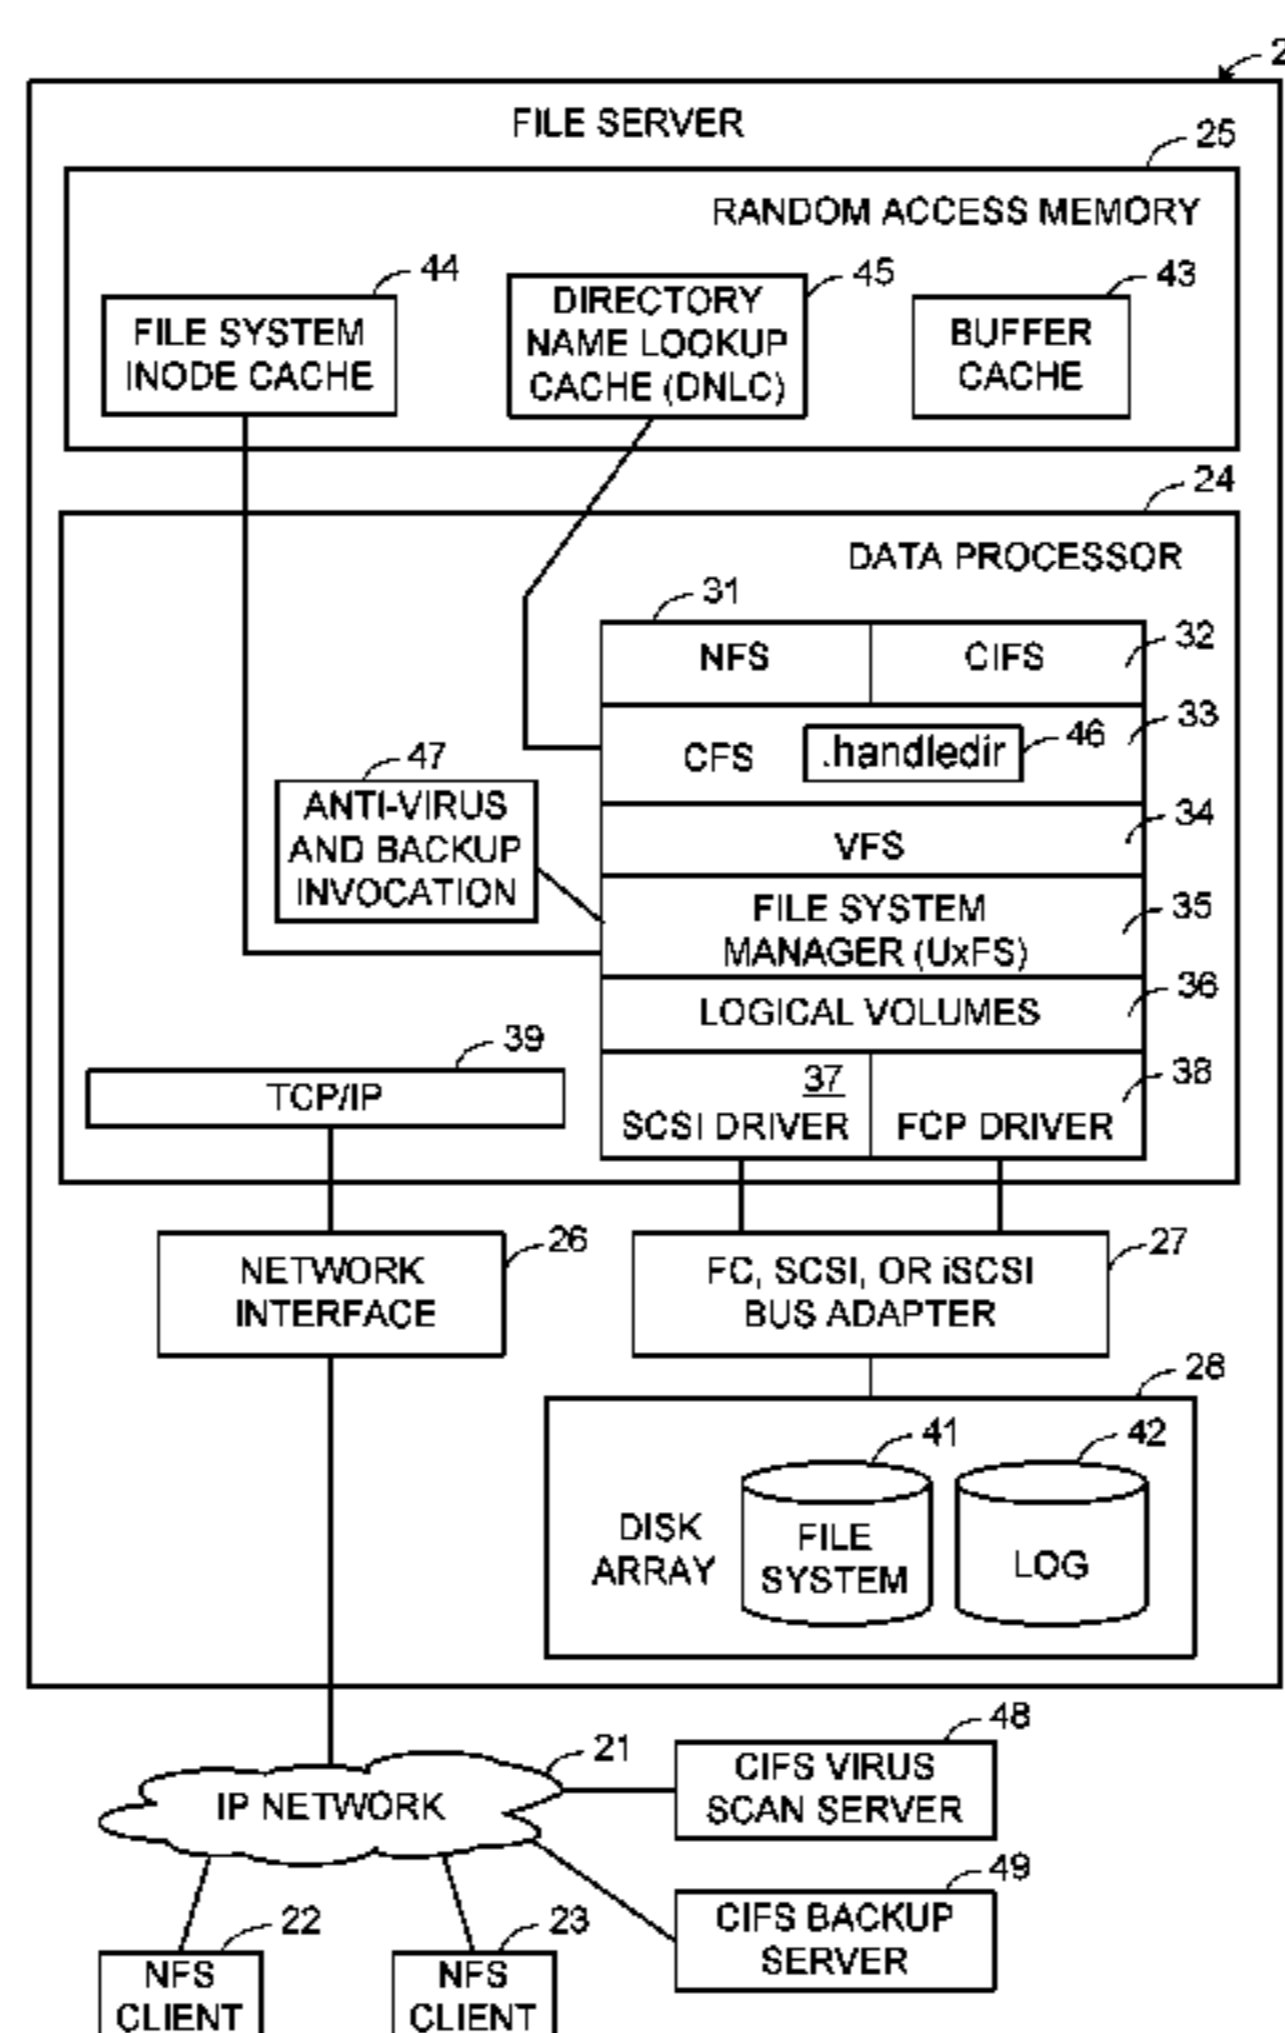 2
FILE SERVER
25
RANDOM ACCESS MEMORY
44
45
43
FILE SYSTEM
INODE CACHE
DIRECTORY
NAME LOOKUP
CACHE (DNLC)
BUFFER
CACHE
24
DATA PROCESSOR
31
NFS
CIFS
32
CFS
.handledir
46
33
47
ANTI-VIRUS
AND BACKUP
INVOCATION
VFS
34
FILE SYSTEM
MANAGER (UxFS)
35
LOGICAL VOLUMES
36
39
TCP/IP
37
SCSI DRIVER
FCP DRIVER
38
NETWORK
INTERFACE
26
FC, SCSI, OR iSCSI
BUS ADAPTER
27
28
41
42
DISK
ARRAY
FILE
SYSTEM
LOG
21
IP NETWORK
48
CIFS VIRUS
SCAN SERVER
49
CIFS BACKUP
SERVER
22
NFS
CLIENT
23
NFS
CLIENT